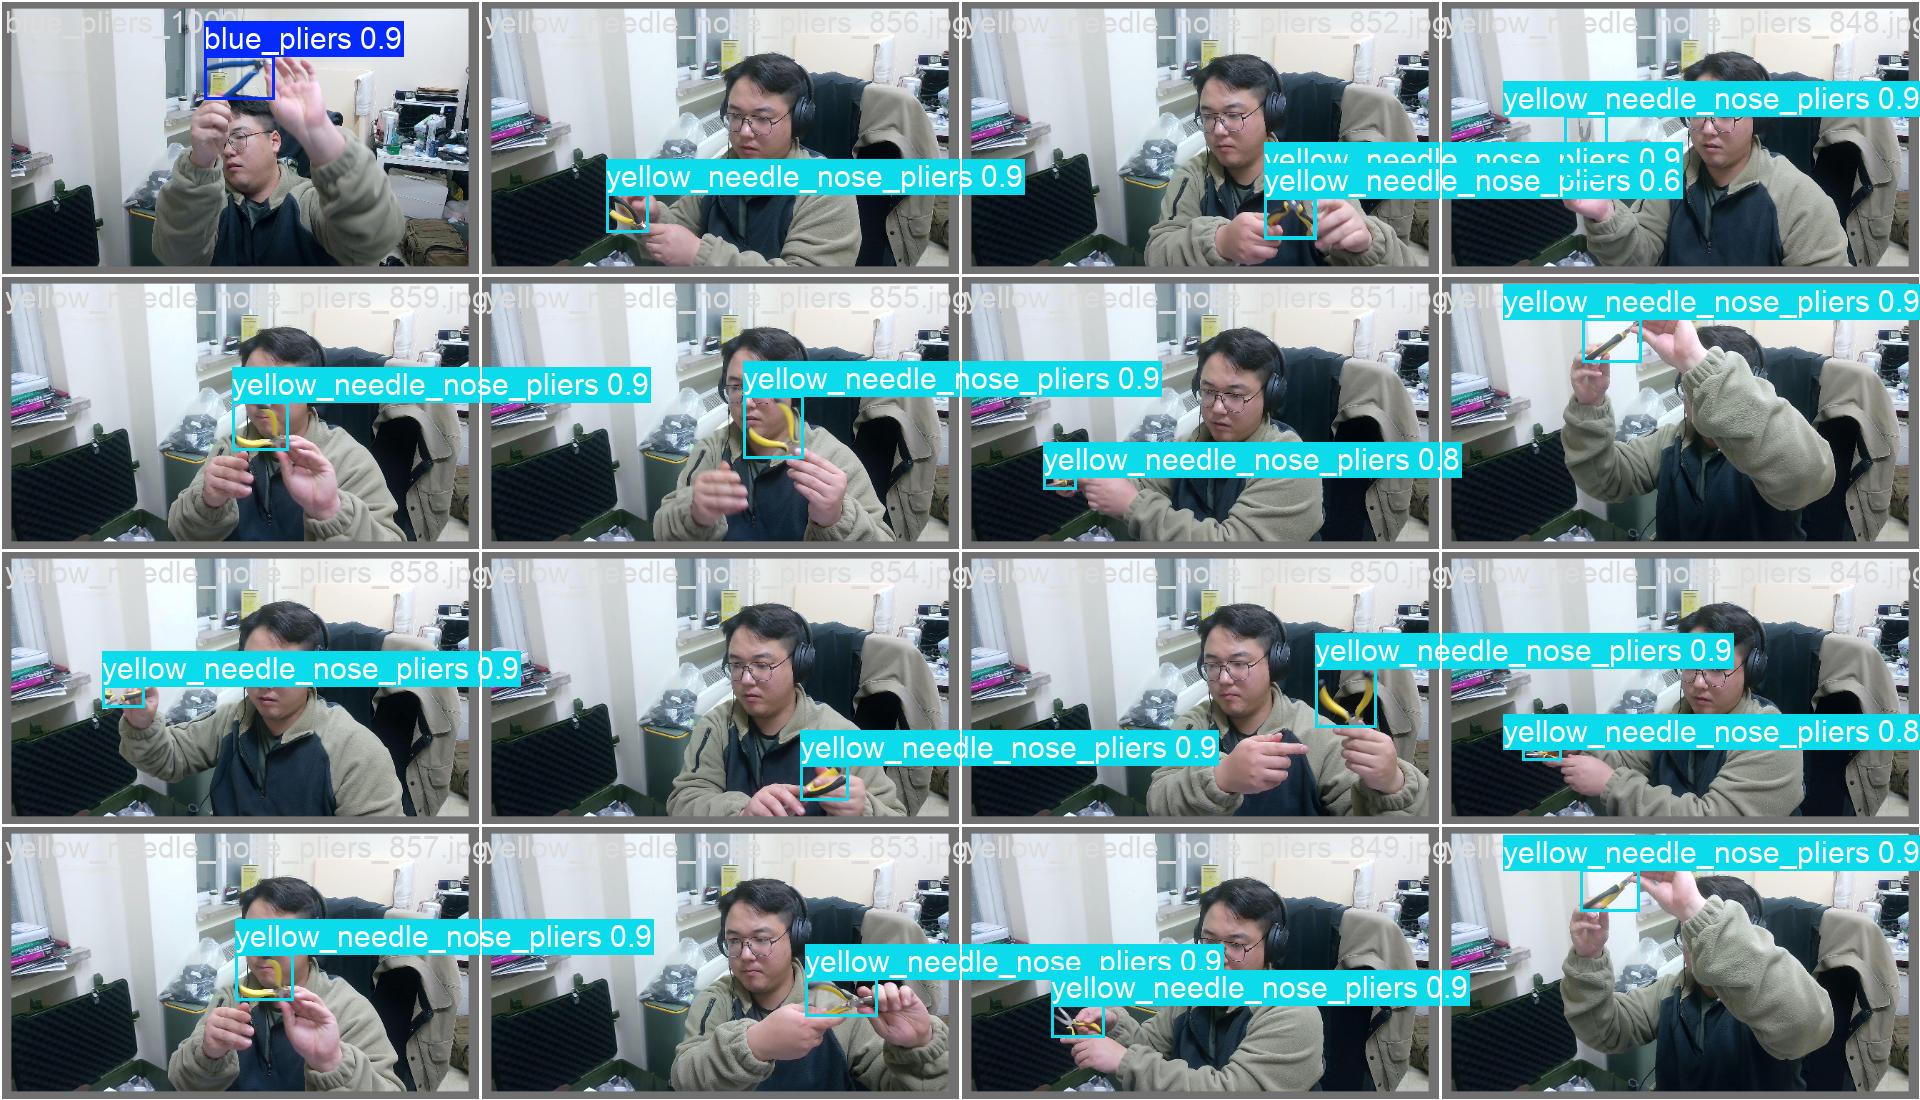 blue_pliers_1000
blue_pliers 0.9
yellow_needle_nose_pliers_856.jpg
yellow_needle_nose_pliers 0.9
yellow_needle_nose_pliers_852.jpg
yellow_needle_nose_pliers 0.9
yellow_needle_nose_pliers 0.6
yellow_needle_nose_pliers_848.jpg
yellow_needle_nose_pliers 0.9
yellow_needle_nose_pliers_859.jpg
yellow_needle_nose_pliers 0.9
yellow_needle_nose_pliers_855.jpg
yellow_needle_nose_pliers 0.9
yellow_needle_nose_pliers_851.jpg
yellow_needle_nose_pliers 0.8
yellow_needle_nose_pliers 0.9
yellow_needle_nose_pliers_858.jpg
yellow_needle_nose_pliers 0.9
yellow_needle_nose_pliers_854.jpg
yellow_needle_nose_pliers 0.9
yellow_needle_nose_pliers_850.jpg
yellow_needle_nose_pliers 0.9
yellow_needle_nose_pliers_846.jpg
yellow_needle_nose_pliers 0.8
yellow_needle_nose_pliers_857.jpg
yellow_needle_nose_pliers 0.9
yellow_needle_nose_pliers_853.jpg
yellow_needle_nose_pliers 0.9
yellow_needle_nose_pliers_849.jpg
yellow_needle_nose_pliers 0.9
yellow_needle_nose_pliers 0.9